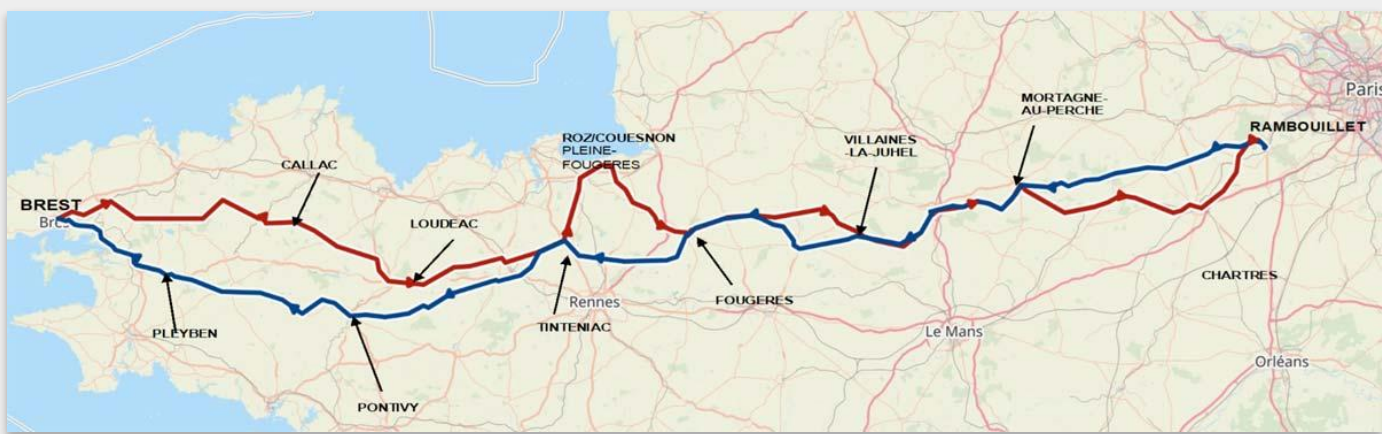 BREST
Bres
CALLAC
LOUDEAC
PLEYBEN
PONTIVY
ROZ/COUESNON
PLEINE-
FOUGERES
TINTENIAC
Rennes
FOUGERES
VILLAINES
-LA-JUHEL
Le Mans
MORTAGNE-
AU-PERCHE
Paris
RAMBOUILLET
CHARTRES
Orléans